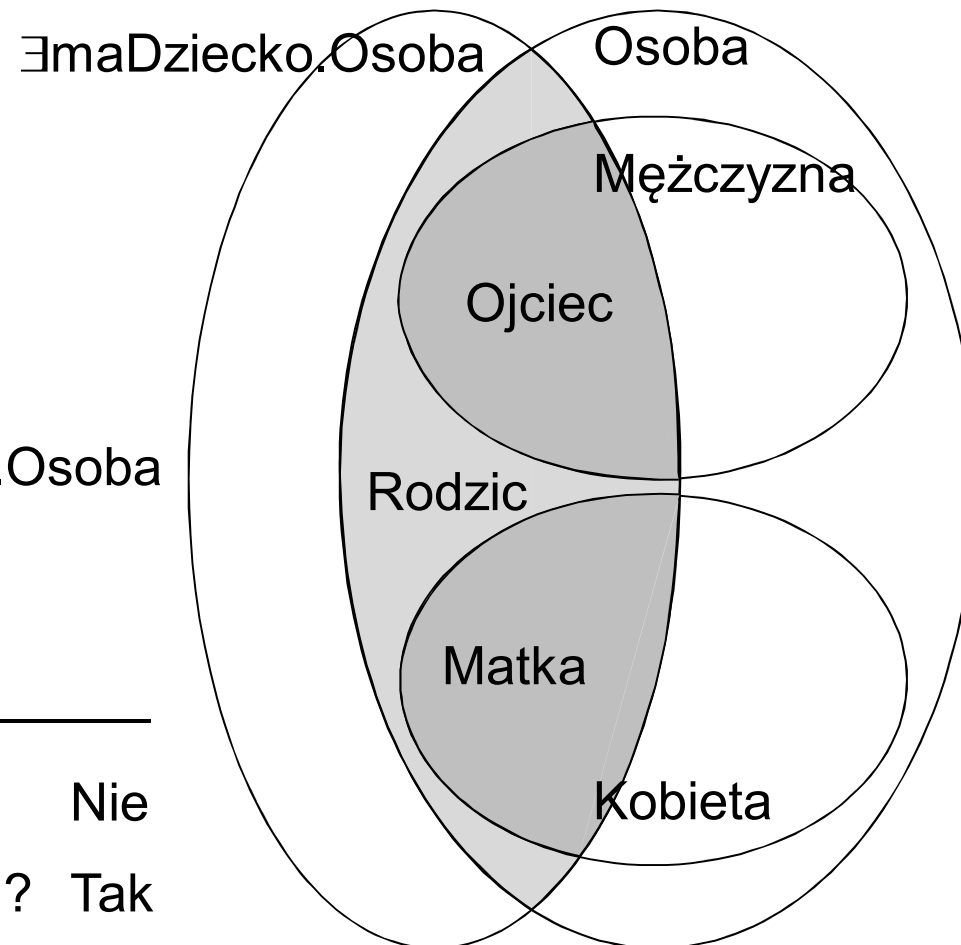 ∃maDziecko.Osoba
Osoba
Mężczyzna
Ojciec
.Osoba
Rodzic
Matka
Kobieta
Nie
? Tak